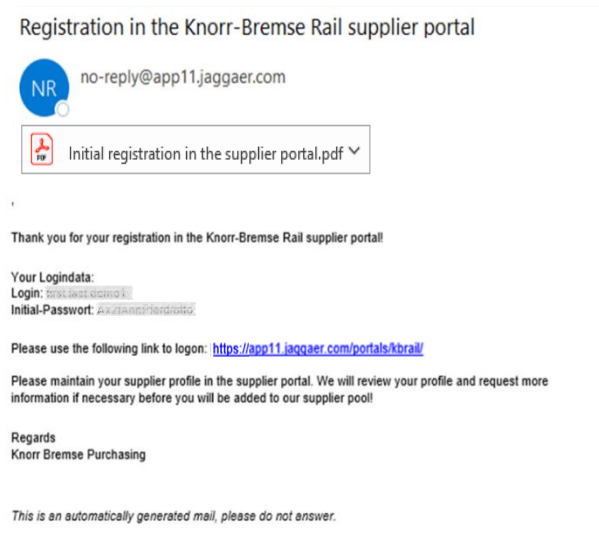 Registration in the Knorr-Bremse Rail supplier portal
NR
no-reply@app11.jaggaer.com
PDF
Initial registration in the supplier portal.pdf
,
Thank you for your registration in the Knorr-Bremse Rail supplier portal!
Your Logindata:
Login:
Initial-Passwort:
Please use the following link to logon: https://app11.jaggaer.com/portals/kbrail/
Please maintain your supplier profile in the supplier portal. We will review your profile and request more
information if necessary before you will be added to our supplier pool!
Regards
Knorr Bremse Purchasing
This is an automatically generated mail, please do not answer.